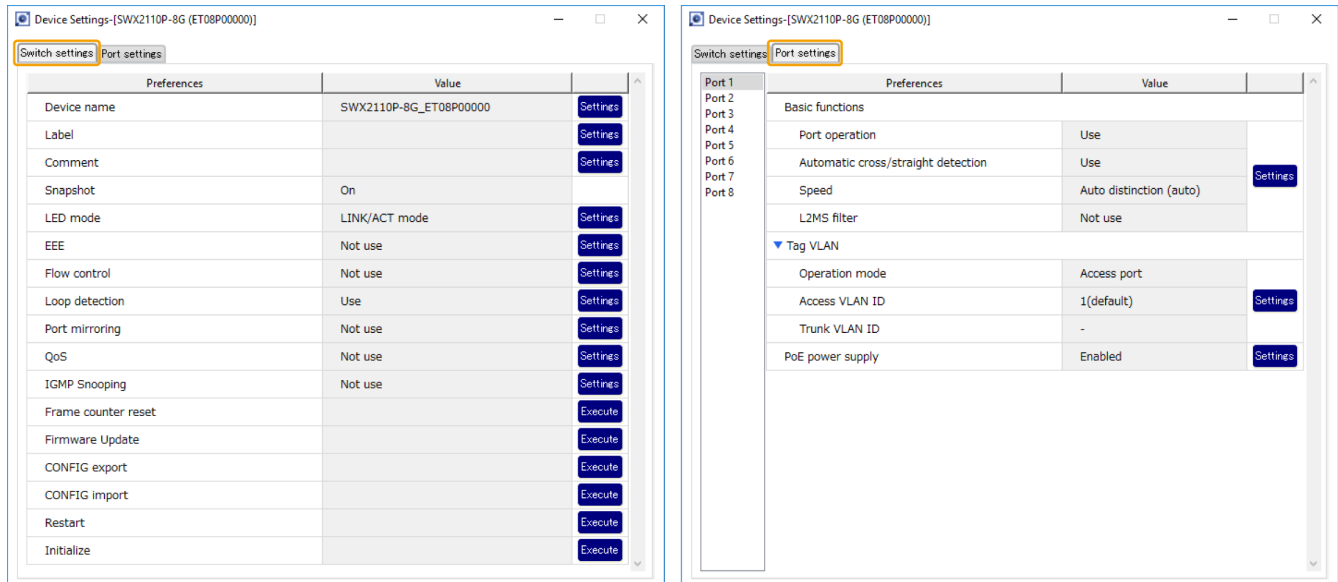 Device Settings-[SWX2110P-8G (ET08P00000)]
Switch settings Port settings
Preferences Value
Device name SWX2110P-8G_ET08P00000 Settings
Label Settings
Comment Settings
Snapshot On
LED mode LINK/ACT mode Settings
EEE Not use Settings
Flow control Not use Settings
Loop detection Use Settings
Port mirroring Not use Settings
QoS Not use Settings
IGMP Snooping Not use Settings
Frame counter reset Execute
Firmware Update Execute
CONFIG export Execute
CONFIG import Execute
Restart Execute
Initialize Execute
Device Settings-[SWX2110P-8G (ET08P00000)]
Switch settings Port settings
Port 1
Port 2
Port 3
Port 4
Port 5
Port 6
Port 7
Port 8
Preferences Value
Basic functions
Port operation Use
Automatic cross/straight detection Use
Settings
Speed Auto distinction (auto)
L2MS filter Not use
Tag VLAN
Operation mode Access port
Access VLAN ID 1(default) Settings
Trunk VLAN ID -
PoE power supply Enabled Settings